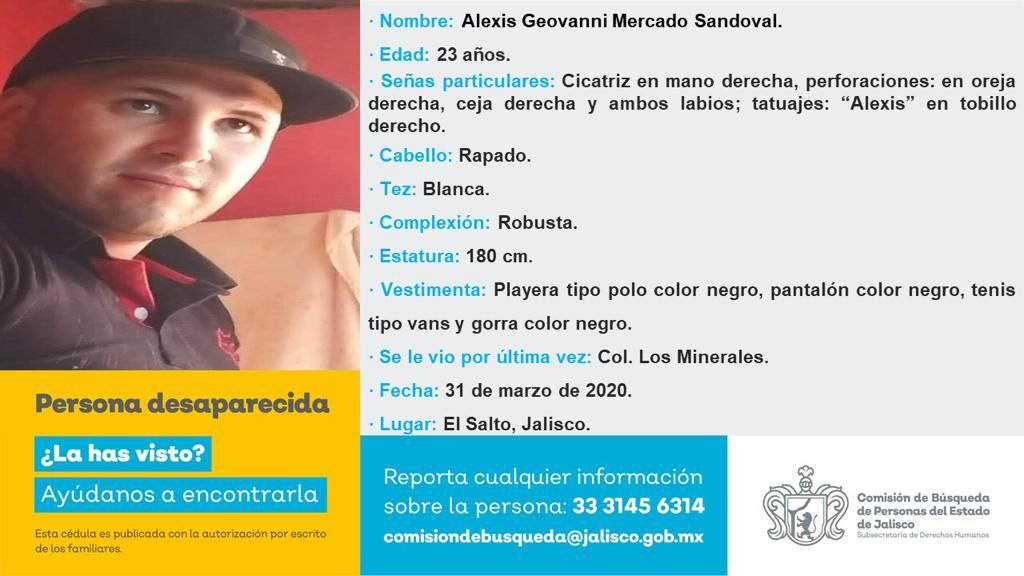 · Nombre: Alexis Geovanni Mercado Sandoval.
· Edad: 23 años.
· Señas particulares: Cicatriz en mano derecha, perforaciones: en oreja
derecha, ceja derecha y ambos labios; tatuajes: “Alexis” en tobillo
derecho.
· Cabello: Rapado.
· Tez: Blanca.
· Complexión: Robusta.
· Estatura: 180 cm.
· Vestimenta: Playera tipo polo color negro, pantalón color negro, tenis
tipo vans y gorra color negro.
· Se le vio por última vez: Col. Los Minerales.
· Fecha: 31 de marzo de 2020.
· Lugar: El Salto, Jalisco.
Persona desaparecida
¿La has visto?
Ayúdanos a encontrarla
Esta cédula es publicada con la autorización por escrito
de los familiares.
Reporta cualquier información
sobre la persona: 33 3145 6314
comisiondebusqueda@jalisco.gob.mx
Comisión de Búsqueda
de Personas del Estado
de Jalisco
Subsecretaría de Derechos Humanos